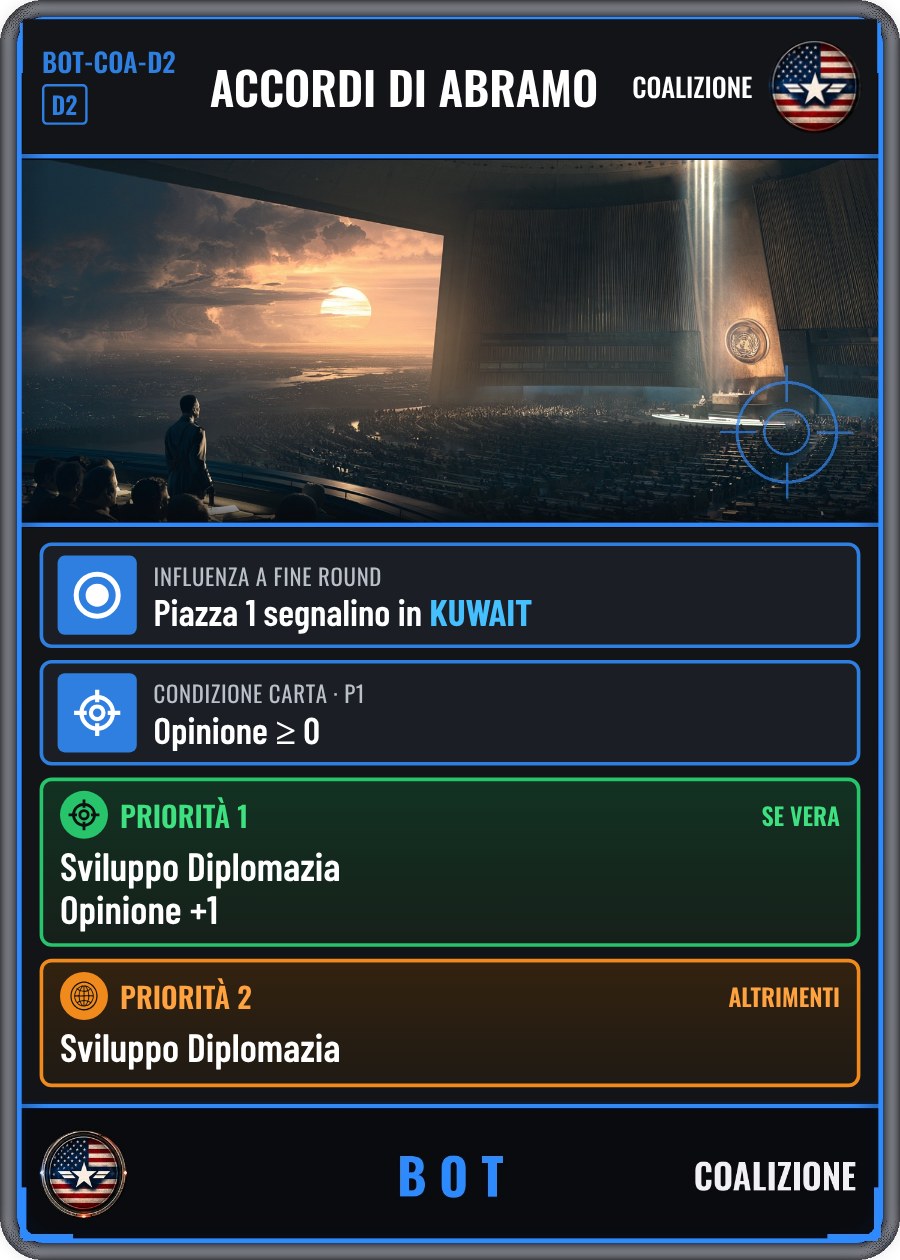 BOT-COA-D2
D2
ACCORDI DI ABRAMO
COALIZIONE
INFLUENZA A FINE ROUND
Piazza 1 segnalino in KUWAIT
CONDIZIONE CARTA · P1
Opinione ≥ 0
PRIORITÀ 1
SE VERA
Sviluppo Diplomazia
Opinione +1
PRIORITÀ 2
ALTRIMENTI
Sviluppo Diplomazia
BOT
COALIZIONE